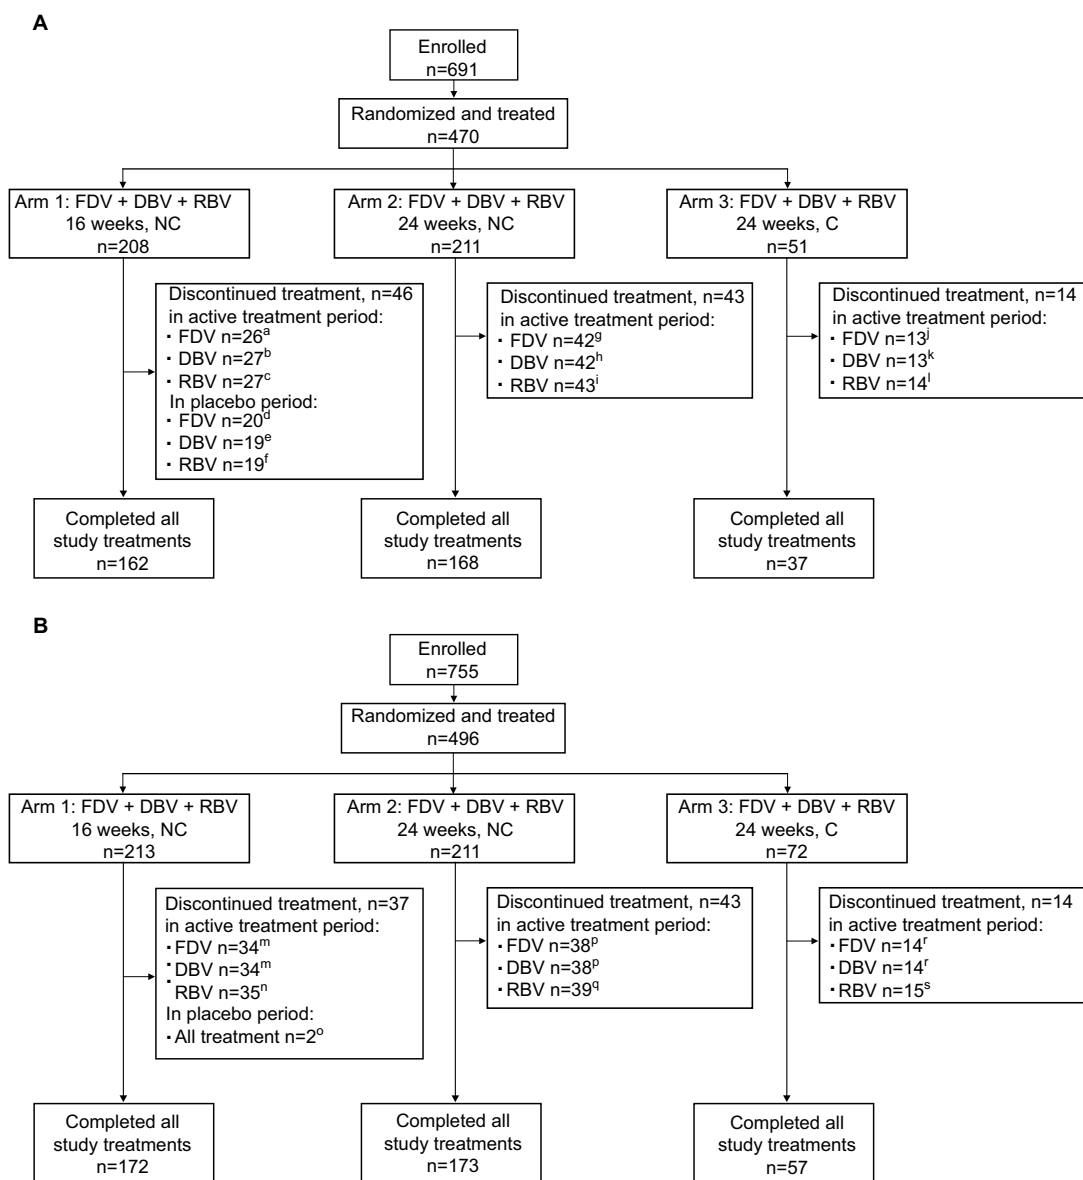 A
Enrolled
n=691
Randomized and treated
n=470
Arm 1: FDV + DBV + RBV
16 weeks, NC
n=208
Arm 2: FDV + DBV + RBV
24 weeks, NC
n=211
Arm 3: FDV + DBV + RBV
24 weeks, C
n=51
Discontinued treatment, n=46
in active treatment period:
· FDV n=26a
· DBV n=27b
· RBV n=27c
In placebo period:
· FDV n=20d
· DBV n=19e
· RBV n=19f
Discontinued treatment, n=43
in active treatment period:
· FDV n=42g
· DBV n=42h
· RBV n=43i
Discontinued treatment, n=14
in active treatment period:
· FDV n=13j
· DBV n=13k
· RBV n=14l
Completed all
study treatments
n=162
Completed all
study treatments
n=168
Completed all
study treatments
n=37
B
Enrolled
n=755
Randomized and treated
n=496
Arm 1: FDV + DBV + RBV
16 weeks, NC
n=213
Arm 2: FDV + DBV + RBV
24 weeks, NC
n=211
Arm 3: FDV + DBV + RBV
24 weeks, C
n=72
Discontinued treatment, n=37
in active treatment period:
· FDV n=34m
· DBV n=34m
· RBV n=35n
In placebo period:
· All treatment n=2o
Discontinued treatment, n=43
in active treatment period:
· FDV n=38p
· DBV n=38p
· RBV n=39q
Discontinued treatment, n=14
in active treatment period:
· FDV n=14r
· DBV n=14r
· RBV n=15s
Completed all
study treatments
n=172
Completed all
study treatments
n=173
Completed all
study treatments
n=57